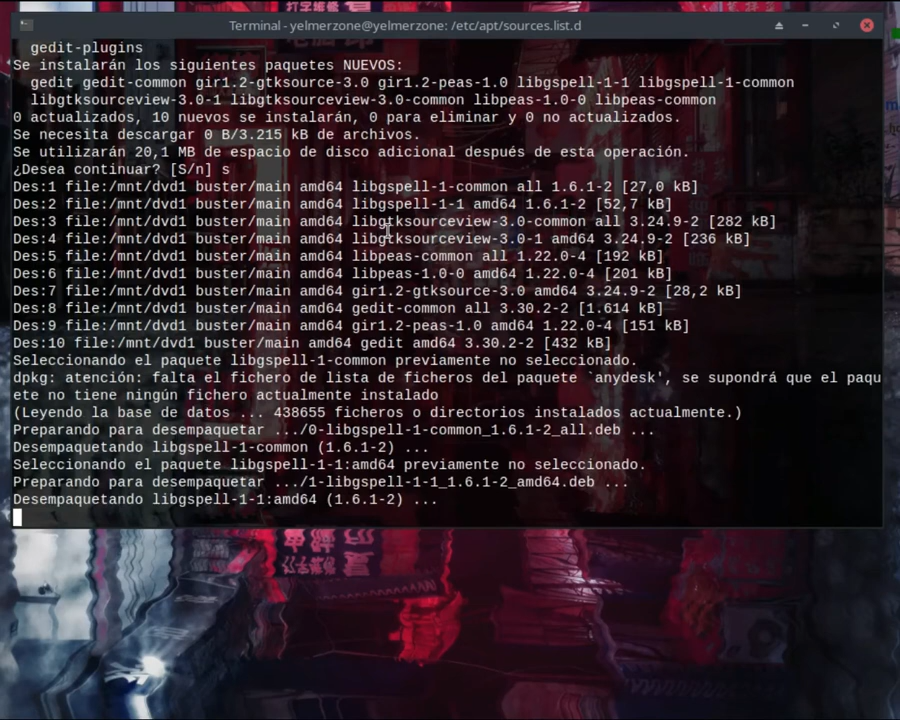 Terminal - yelmerzone@yelmerzone: /etc/apt/sources.list.d
gedit-plugins
Se instalarán los siguientes paquetes NUEVOS:
gedit gedit-common gir1.2-gtksource-3.0 gir1.2-peas-1.0 libgspell-1-1 libgspell-1-common
libgtksourceview-3.0-1 libgtksourceview-3.0-common libpeas-1.0-0 libpeas-common
0 actualizados, 10 nuevos se instalarán, 0 para eliminar y 0 no actualizados.
Se necesita descargar 0 B/3.215 kB de archivos.
Se utilizarán 20,1 MB de espacio de disco adicional después de esta operación.
¿Desea continuar? [S/n] s
Des:1 file:/mnt/dvd1 buster/main amd64 libgspell-1-common all 1.6.1-2 [27,0 kB]
Des:2 file:/mnt/dvd1 buster/main amd64 libgspell-1-1 amd64 1.6.1-2 [52,7 kB]
Des:3 file:/mnt/dvd1 buster/main amd64 libgtksourceview-3.0-common all 3.24.9-2 [282 kB]
Des:4 file:/mnt/dvd1 buster/main amd64 libgtksourceview-3.0-1 amd64 3.24.9-2 [236 kB]
Des:5 file:/mnt/dvd1 buster/main amd64 libpeas-common all 1.22.0-4 [192 kB]
Des:6 file:/mnt/dvd1 buster/main amd64 libpeas-1.0-0 amd64 1.22.0-4 [201 kB]
Des:7 file:/mnt/dvd1 buster/main amd64 gir1.2-gtksource-3.0 amd64 3.24.9-2 [28,2 kB]
Des:8 file:/mnt/dvd1 buster/main amd64 gedit-common all 3.30.2-2 [1.614 kB]
Des:9 file:/mnt/dvd1 buster/main amd64 gir1.2-peas-1.0 amd64 1.22.0-4 [151 kB]
Des:10 file:/mnt/dvd1 buster/main amd64 gedit amd64 3.30.2-2 [432 kB]
Seleccionando el paquete libgspell-1-common previamente no seleccionado.
dpkg: atención: falta el fichero de lista de ficheros del paquete `anydesk', se supondrá que el paqu
ete no tiene ningún fichero actualmente instalado
(Leyendo la base de datos ... 438655 ficheros o directorios instalados actualmente.)
Preparando para desempaquetar .../0-libgspell-1-common_1.6.1-2_all.deb ...
Desempaquetando libgspell-1-common (1.6.1-2) ...
Seleccionando el paquete libgspell-1-1:amd64 previamente no seleccionado.
Preparando para desempaquetar .../1-libgspell-1-1_1.6.1-2_amd64.deb ...
Desempaquetando libgspell-1-1:amd64 (1.6.1-2) ...